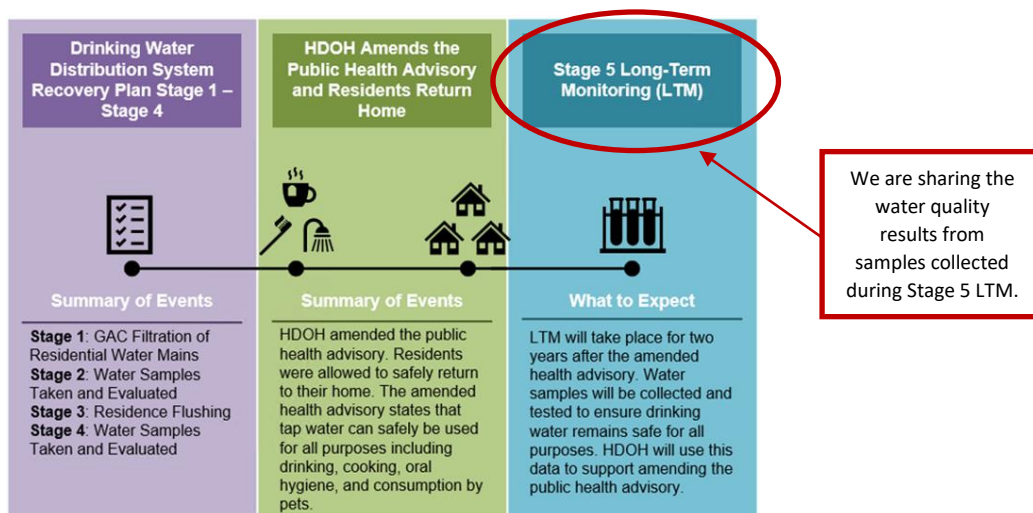 Drinking Water
Distribution System
Recovery Plan Stage 1 –
Stage 4
HDOH Amends the
Public Health Advisory
and Residents Return
Home
Stage 5 Long-Term
Monitoring (LTM)
We are sharing the
water quality
results from
samples collected
during Stage 5 LTM.
Summary of Events
Stage 1: GAC Filtration of
Residential Water Mains
Stage 2: Water Samples
Taken and Evaluated
Stage 3: Residence Flushing
Stage 4: Water Samples
Taken and Evaluated
Summary of Events
HDOH amended the public
health advisory. Residents
were allowed to safely return
to their home. The amended
health advisory states that
tap water can safely be used
for all purposes including
drinking, cooking, oral
hygiene, and consumption by
pets.
What to Expect
LTM will take place for two
years after the amended
health advisory. Water
samples will be collected and
tested to ensure drinking
water remains safe for all
purposes. HDOH will use this
data to support amending the
public health advisory.